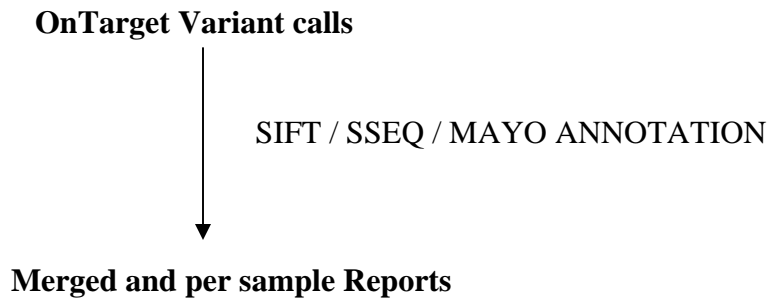 OnTarget Variant calls
SIFT / SSEQ / MAYO ANNOTATION
Merged and per sample Reports